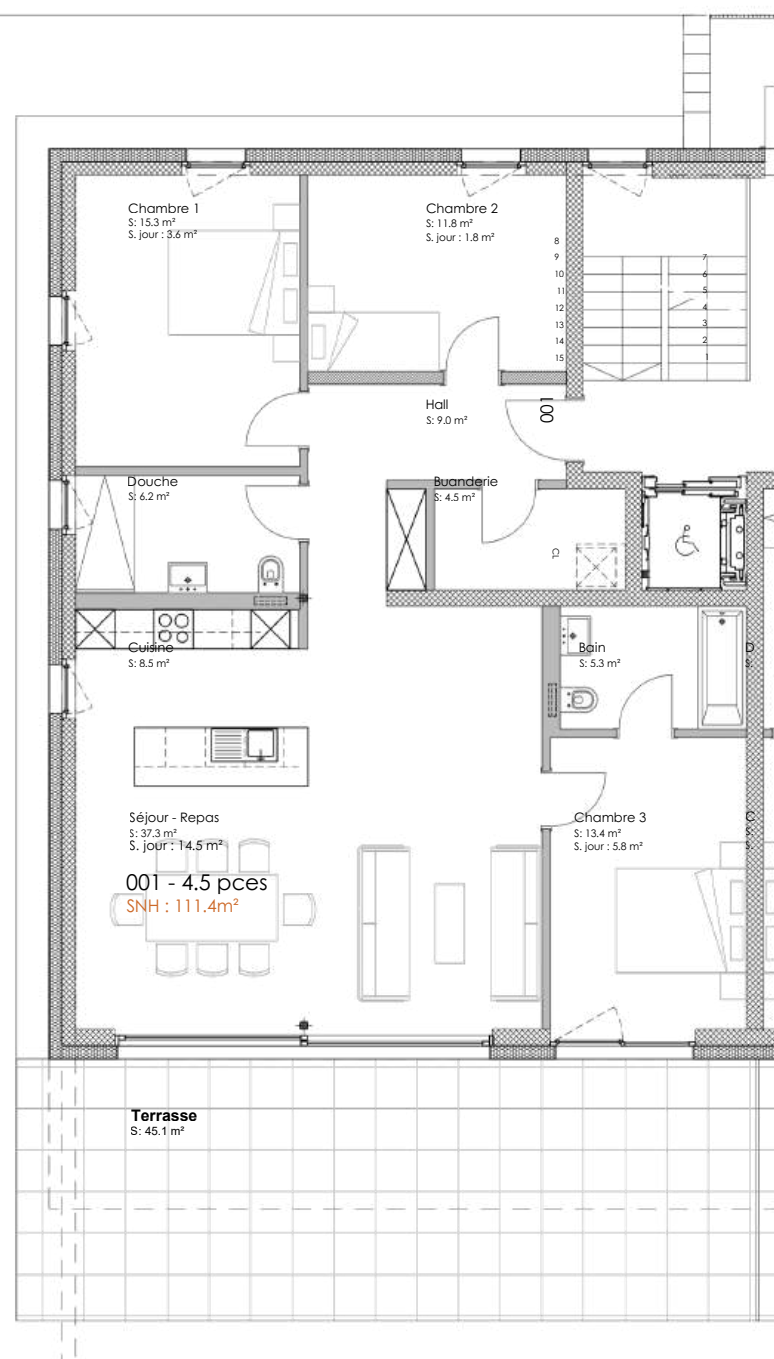 Chambre 1
S: 15.3 m²
S. jour : 3.6 m²
Chambre 2
S: 11.8 m²
S. jour : 1.8 m²
8
9
10
11
12
13
14
15
7
6
5
4
3
2
1
Hall
S: 9.0 m²
001
Douche
S: 6.2 m²
Buanderie
S: 4.5 m²
CL
Cuisine
S: 8.5 m²
Bain
S: 5.3 m²
D
S.
Séjour - Repas
S: 37.3 m²
S. jour : 14.5 m²
Chambre 3
S: 13.4 m²
S. jour : 5.8 m²
C
S
S.
001 - 4.5 pces
SNH : 111.4m²
Terrasse
S: 45.1 m²